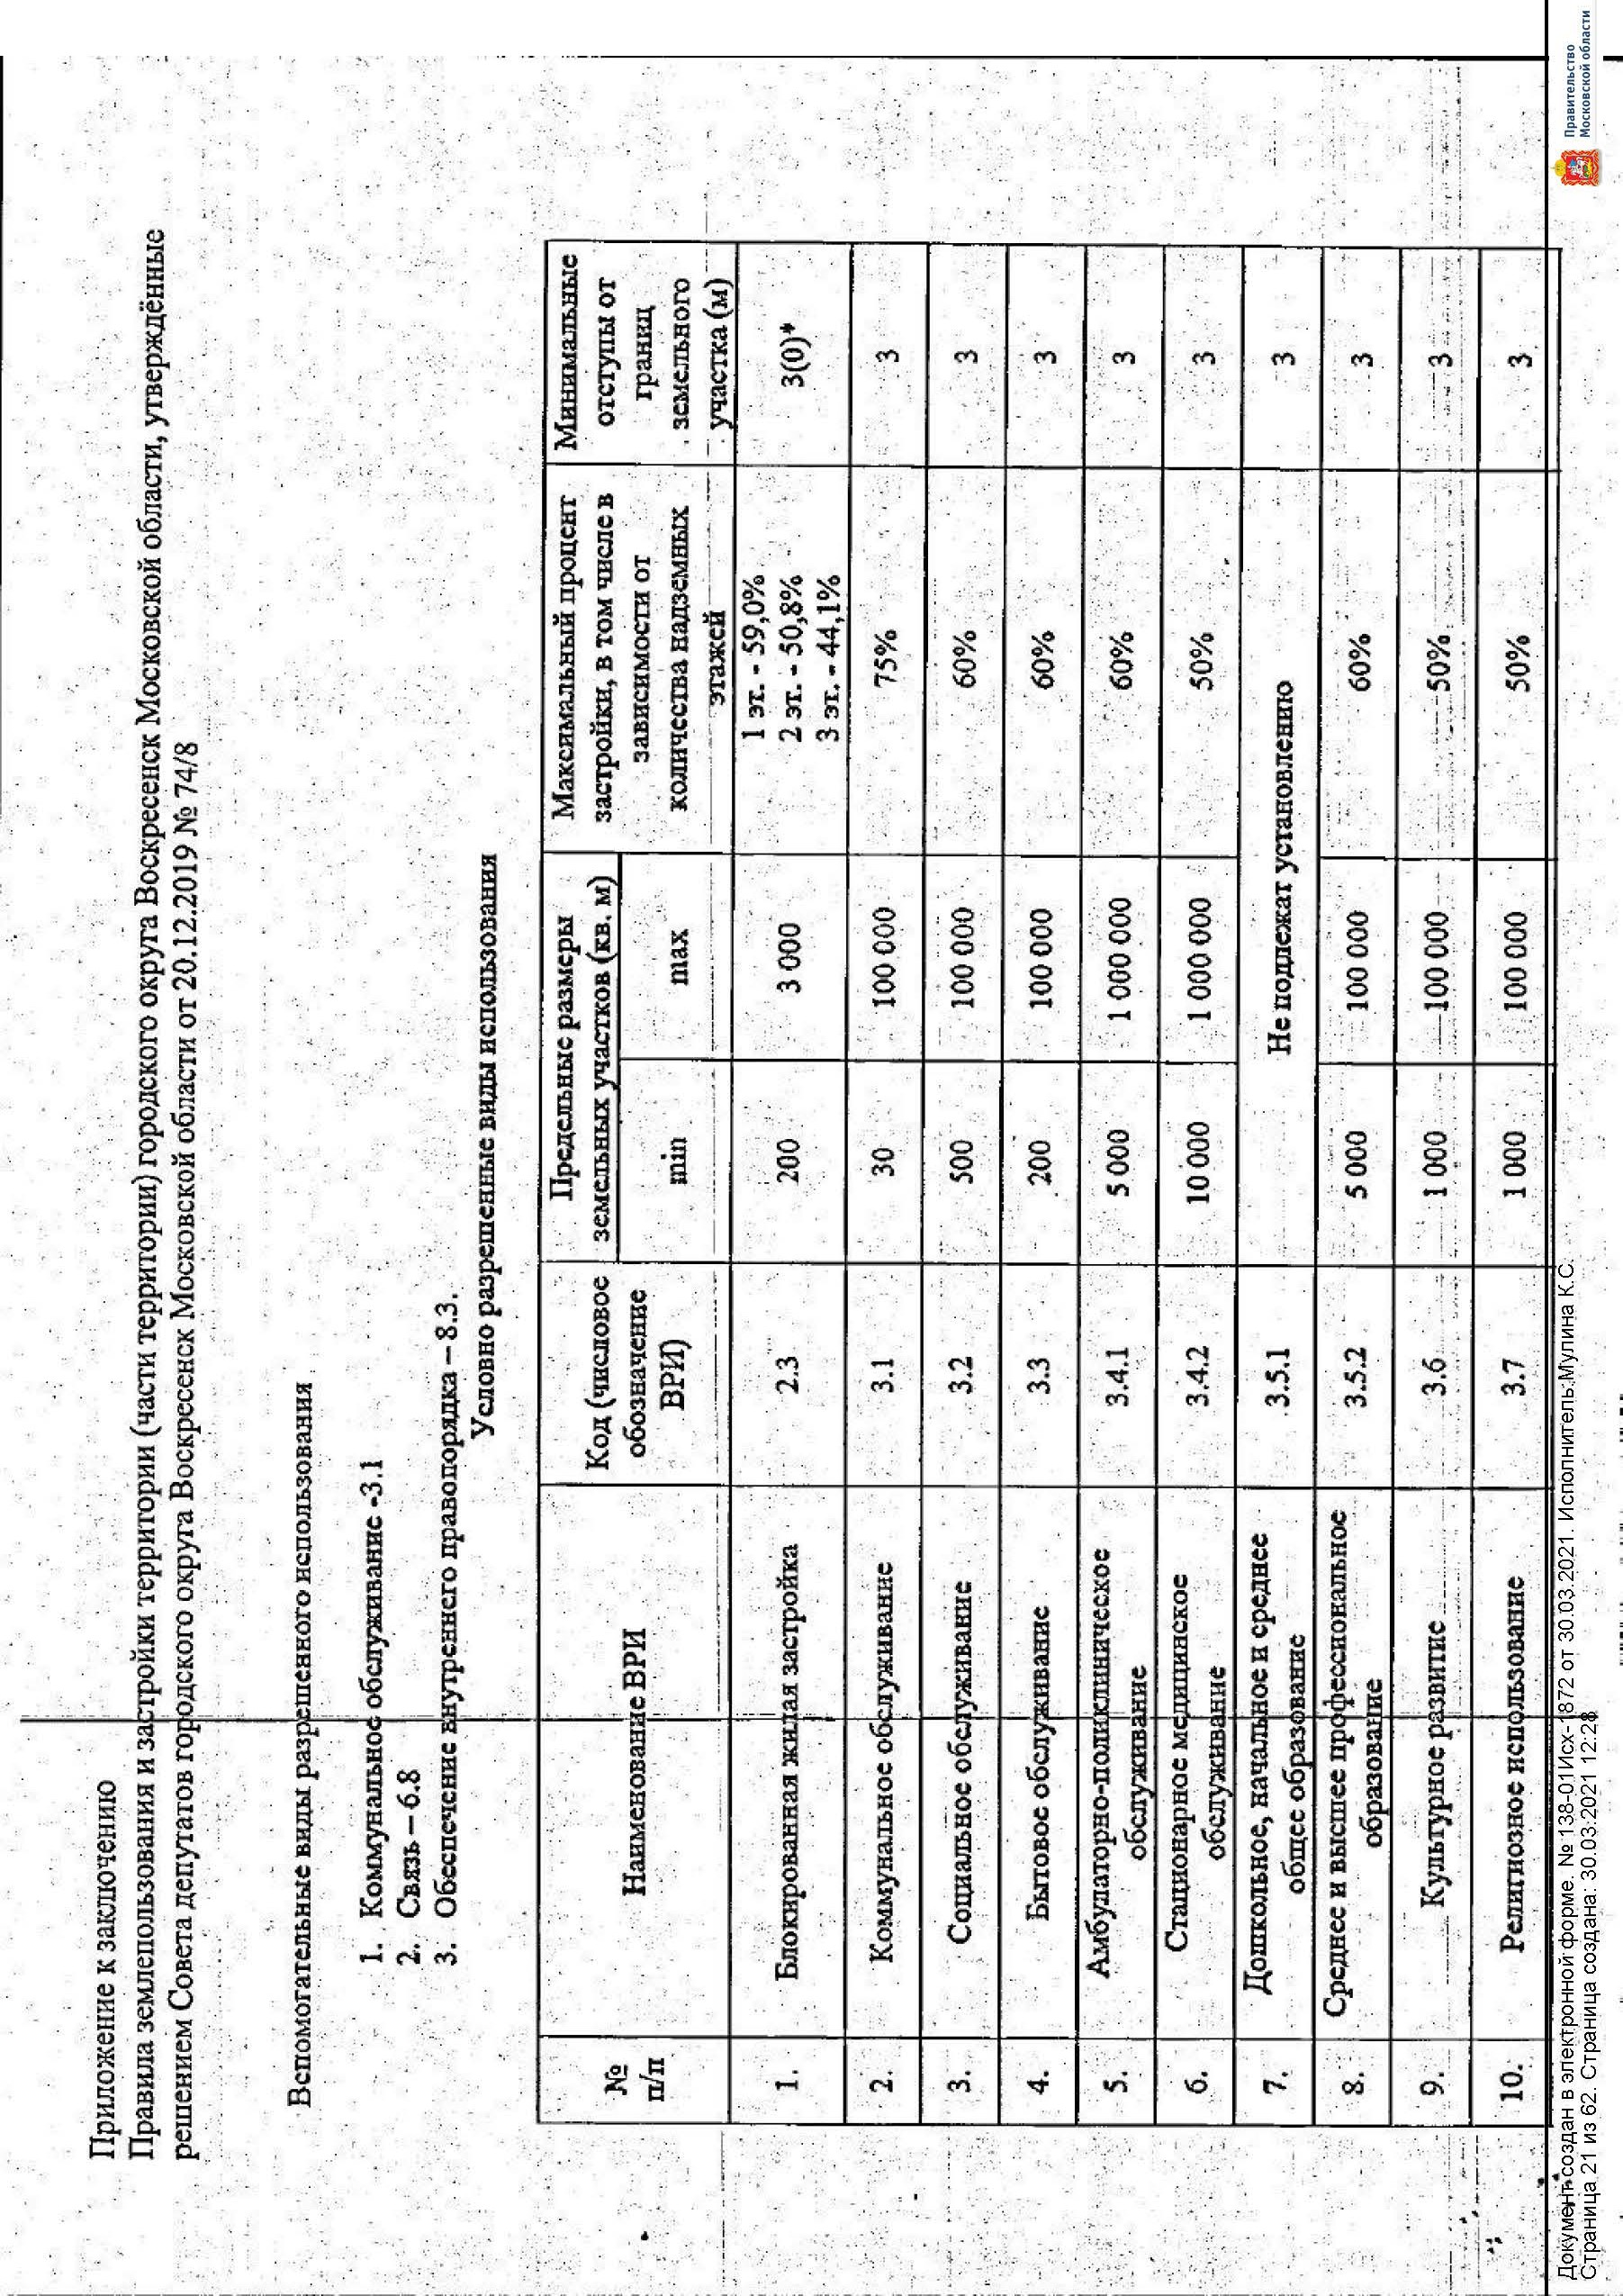 Приложение к заключению
Правила землепользования и застройки территории (части территории) городского округа Воскресенск Московской области, утверждённые
решением Совета депутатов городского округа Воскресенск Московской области от 20.12.2019 № 74/8
Вспомогательные виды разрешенного использования
1. Коммунальное обслуживание -3.1
2. Связь – 6.8
3. Обеспечение внутреннего правопорядка – 8.3.
Условно разрешенные виды использования
№ п/п
Наименование ВРИ
Код (числовое
обозначение
ВРИ)
Предельные размеры
земельных участков (кв. м)
min
max
Максимальный процент
застройки, в том числе в
зависимости от
количества надземных
этажей
Минимальные
отступы от
границ
земельного
участка (м)
1. Блокированная жилая застройка 2.3 200 3 000 1 эт. - 59,0%
2 эт. - 50,8%
3 эт. - 44,1%
3(0)*
2. Коммунальное обслуживание 3.1 30 100 000 75% 3
3. Социальное обслуживание 3.2 500 100 000 60% 3
4. Бытовое обслуживание 3.3 200 100 000 60% 3
5. Амбулаторно-поликлиническое
обслуживание 3.4.1 5 000 1 000 000 60% 3
6. Стационарное медицинское
обслуживание 3.4.2 10 000 1 000 000 50% 3
7. Дошкольное, начальное и среднее
общее образование 3.5.1 Не подлежат установлению 3
8. Среднее и высшее профессиональное
образование 3.5.2 5 000 100 000 60% 3
9. Культурное развитие 3.6 1 000 100 000 50% 3
10. Религиозное использование 3.7 1 000 100 000 50% 3
Документ создан в электронной форме. № 138-01Исх-1872 от 30.03.2021. Исполнитель:Мулина К.С.
Страница 21 из 62. Страница создана: 30.03.2021 12:28
Правительство
Московской области